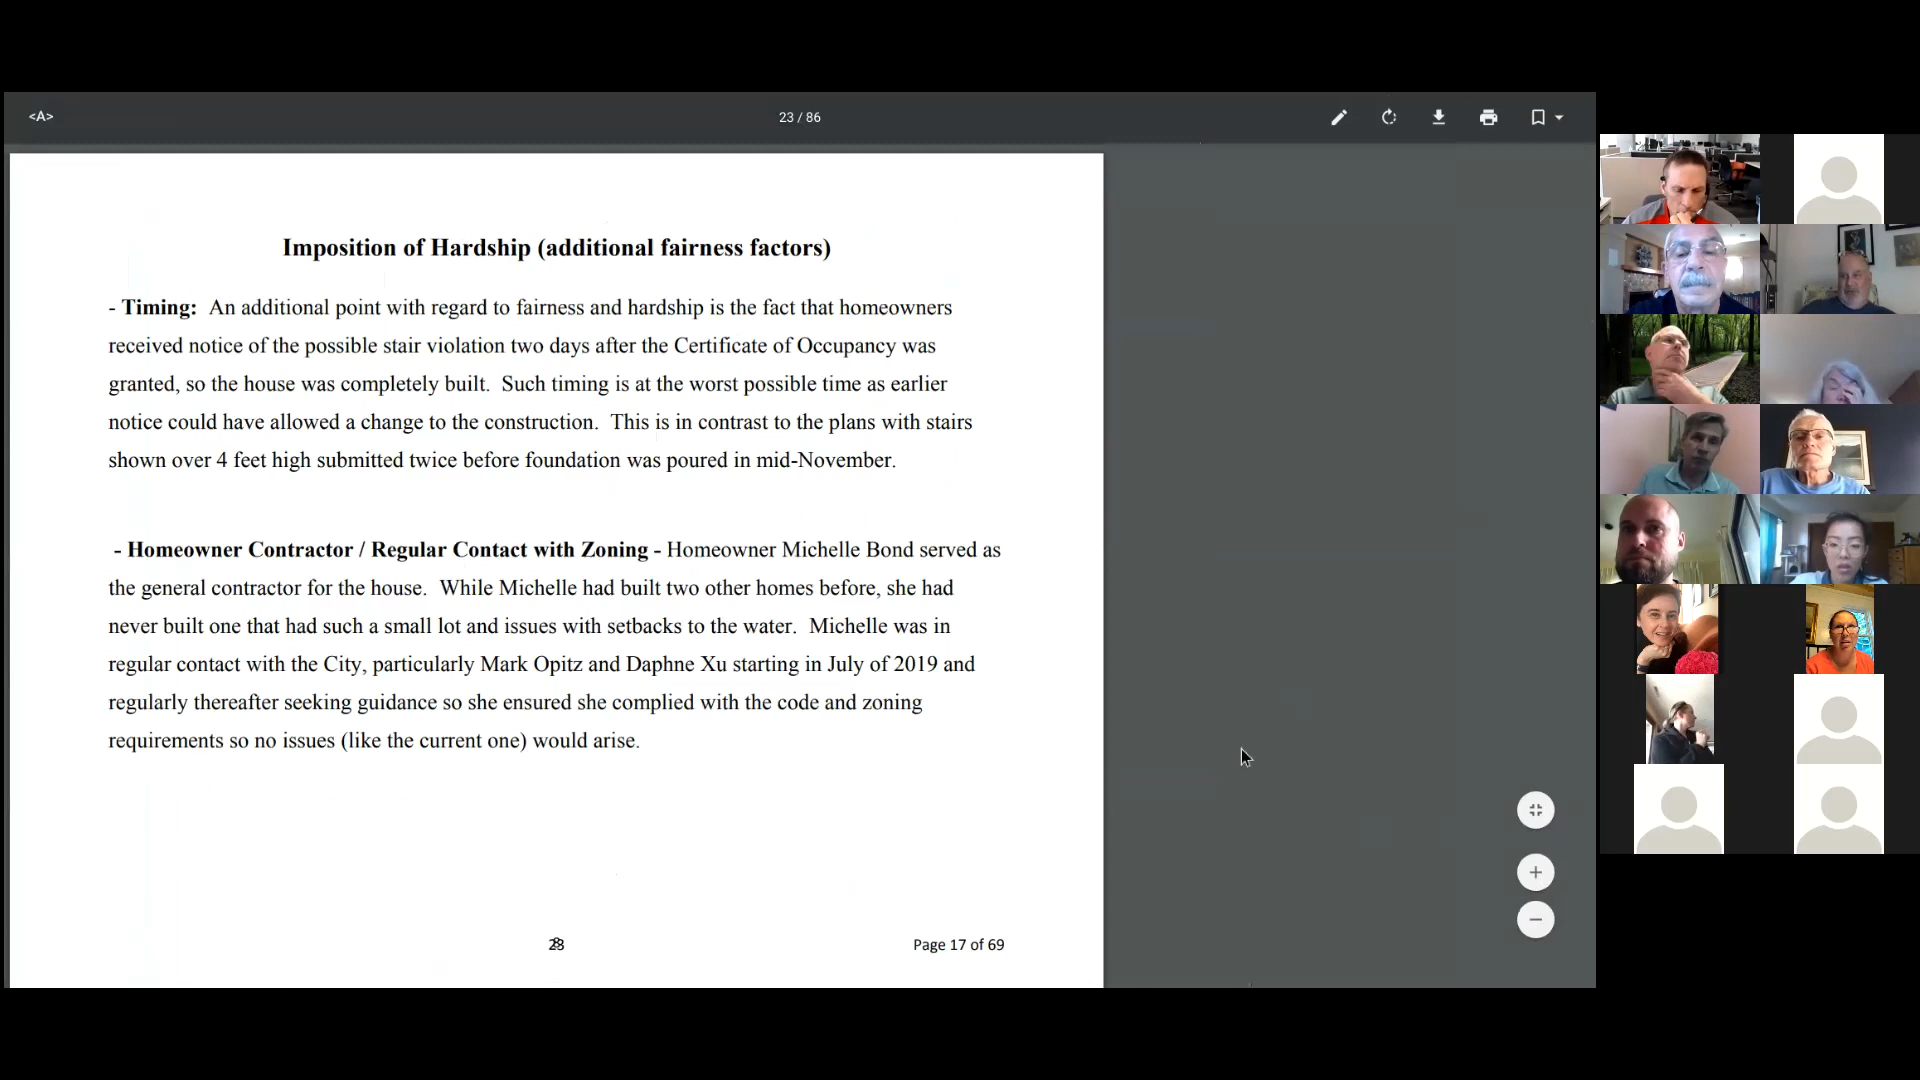 <A>
23 / 86
Imposition of Hardship (additional fairness factors)
- Timing: An additional point with regard to fairness and hardship is the fact that homeowners
received notice of the possible stair violation two days after the Certificate of Occupancy was
granted, so the house was completely built. Such timing is at the worst possible time as earlier
notice could have allowed a change to the construction. This is in contrast to the plans with stairs
shown over 4 feet high submitted twice before foundation was poured in mid-November.
- Homeowner Contractor / Regular Contact with Zoning - Homeowner Michelle Bond served as
the general contractor for the house. While Michelle had built two other homes before, she had
never built one that had such a small lot and issues with setbacks to the water. Michelle was in
regular contact with the City, particularly Mark Opitz and Daphne Xu starting in July of 2019 and
regularly thereafter seeking guidance so she ensured she complied with the code and zoning
requirements so no issues (like the current one) would arise.
Page 17 of 69